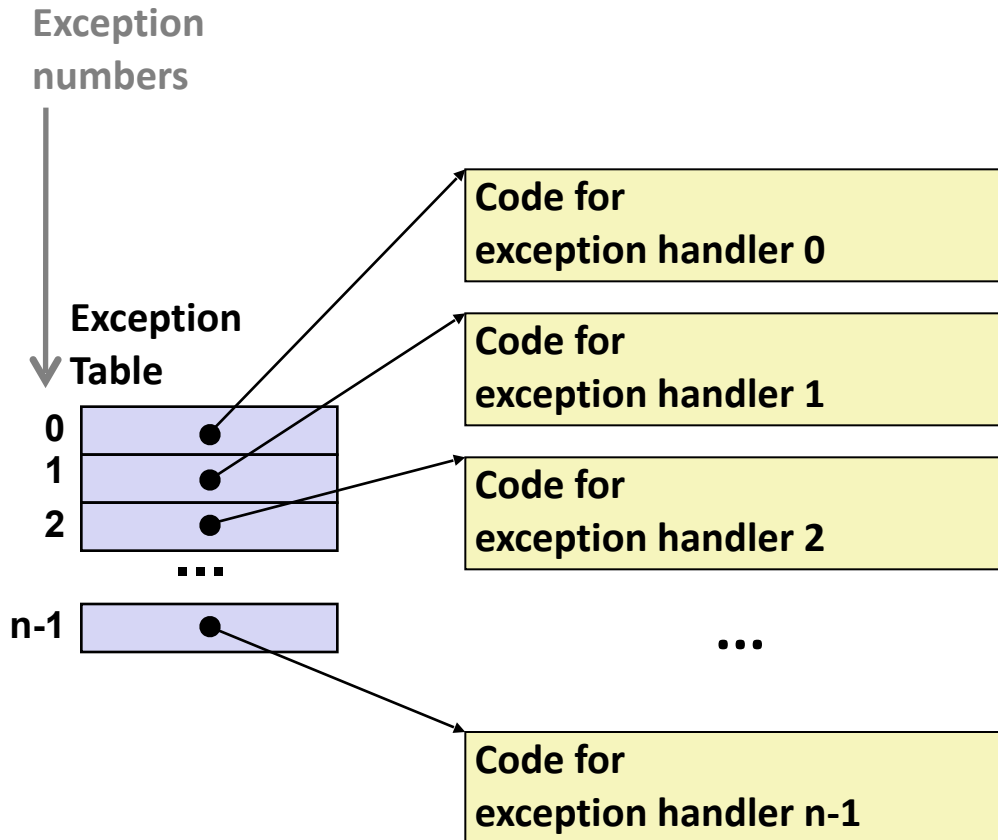 Exception
numbers
Exception
Table
0
1
2
...
n-1
Code for
exception handler 0
Code for
exception handler 1
Code for
exception handler 2
...
Code for
exception handler n-1